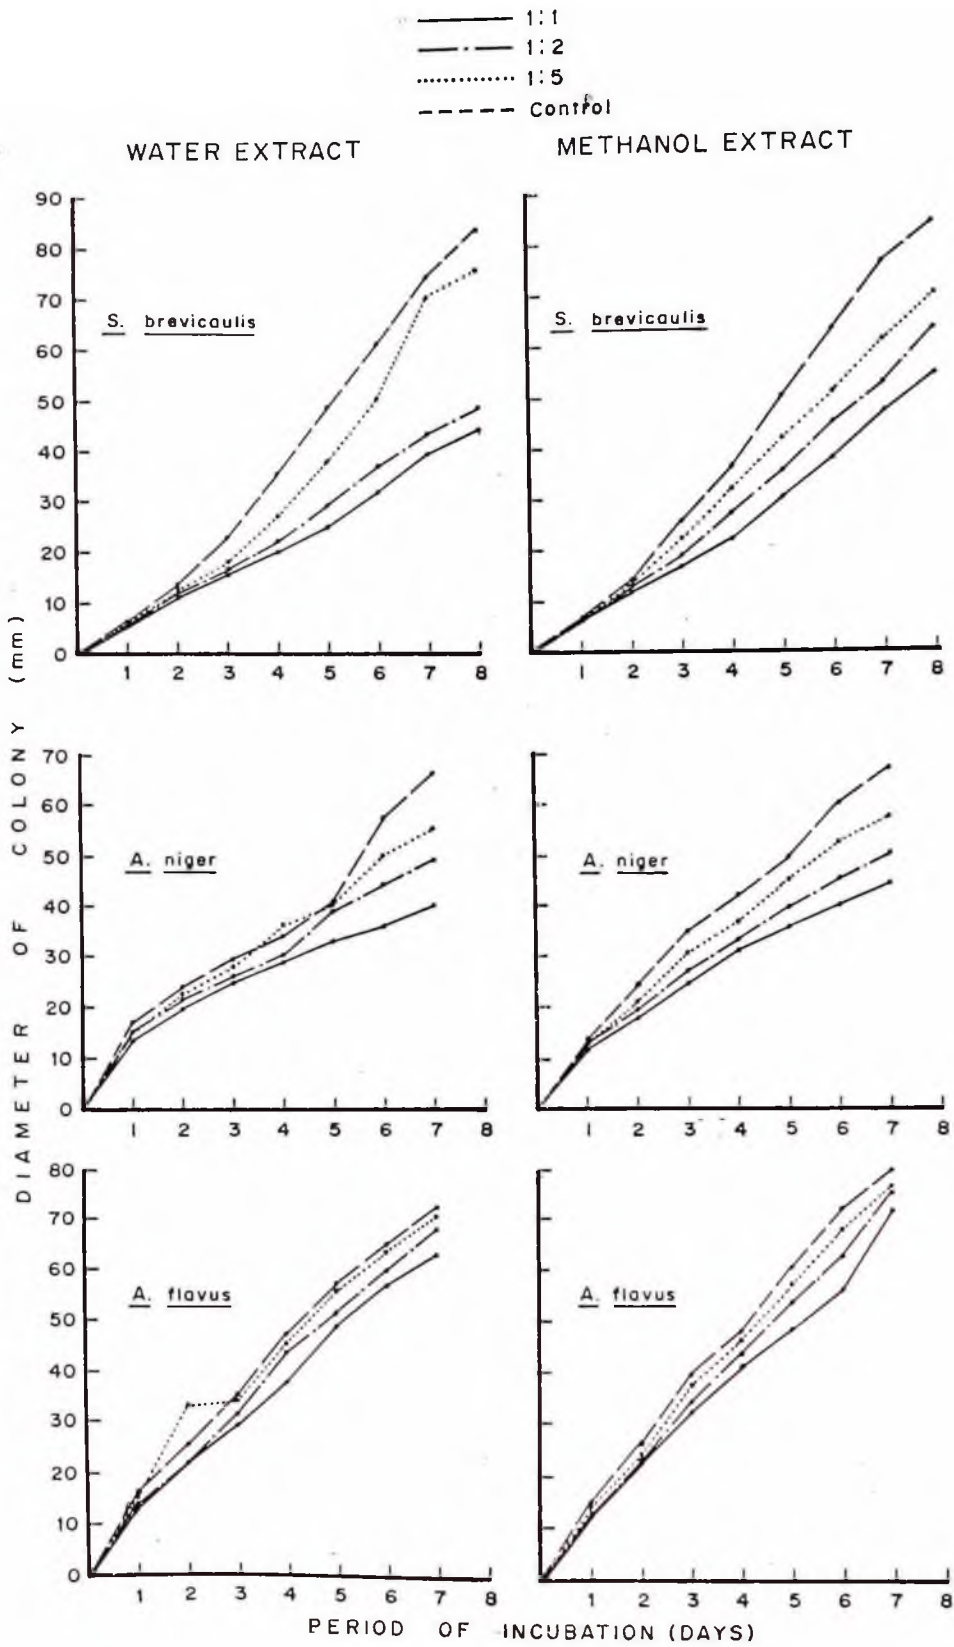 1:1
1:2
1:5
Control
WATER EXTRACT
METHANOL EXTRACT
DIAMETER OF COLONY (mm)
90
80
70
60
50
40
30
20
10
0
S. brevicaulis
1 2 3 4 5 6 7 8
S. brevicaulis
1 2 3 4 5 6 7 8
70
60
50
40
30
20
10
0
A. niger
1 2 3 4 5 6 7 8
A. niger
1 2 3 4 5 6 7 8
80
70
60
50
40
30
20
10
0
A. flavus
1 2 3 4 5 6 7 8
A. flavus
1 2 3 4 5 6 7 8
PERIOD OF INCUBATION (DAYS)